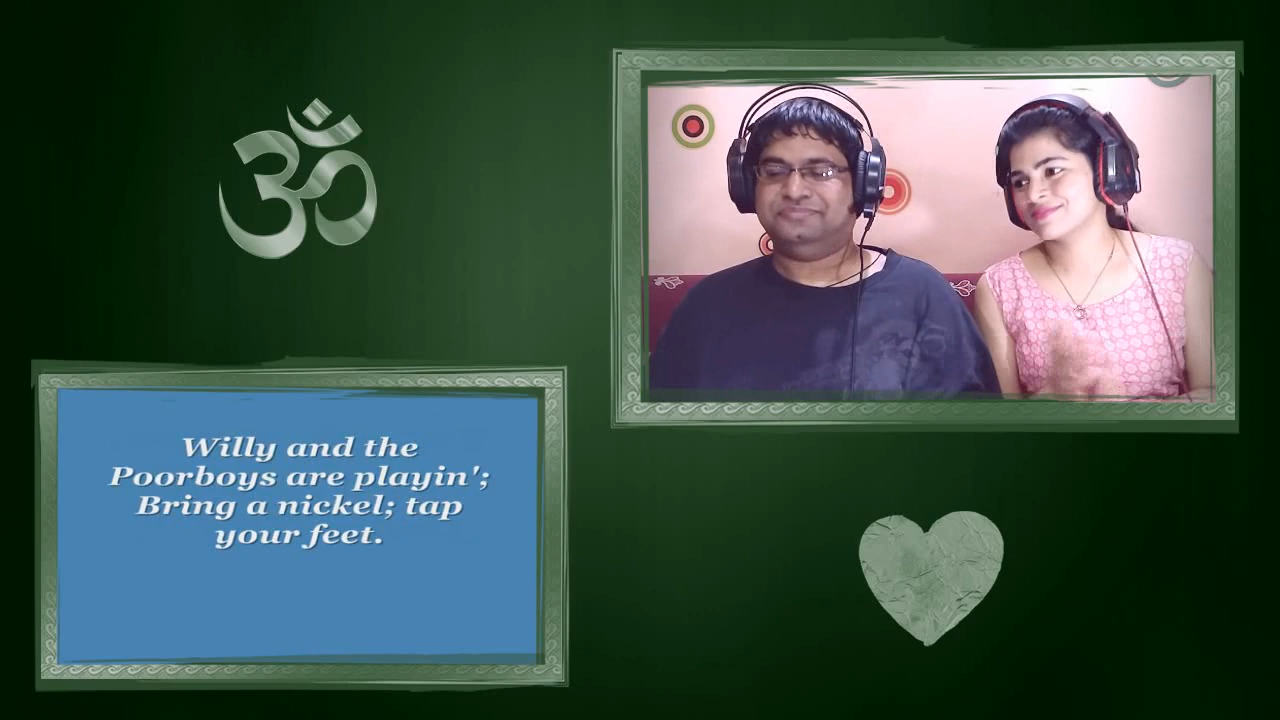 ॐ
Willy and the
Poorboys are playin';
Bring a nickel; tap
your feet.